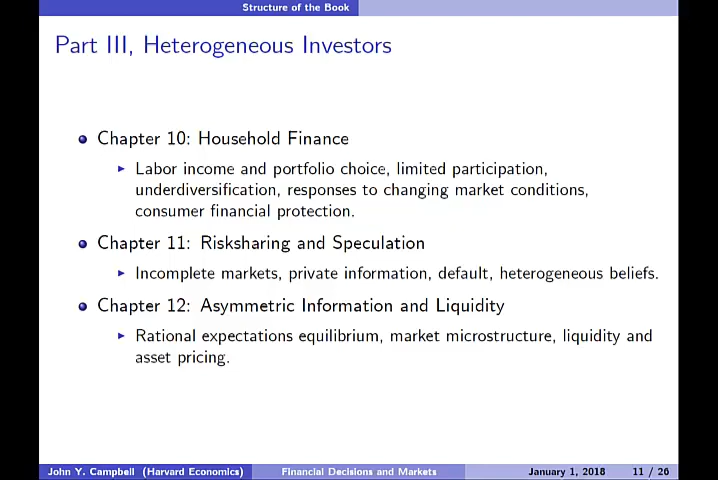 Structure of the Book
Part III, Heterogeneous Investors
Chapter 10: Household Finance
Labor income and portfolio choice, limited participation,
underdiversification, responses to changing market conditions,
consumer financial protection.
Chapter 11: Risksharing and Speculation
Incomplete markets, private information, default, heterogeneous beliefs.
Chapter 12: Asymmetric Information and Liquidity
Rational expectations equilibrium, market microstructure, liquidity and
asset pricing.
John Y. Campbell (Harvard Economics) Financial Decisions and Markets January 1, 2018 11 / 26